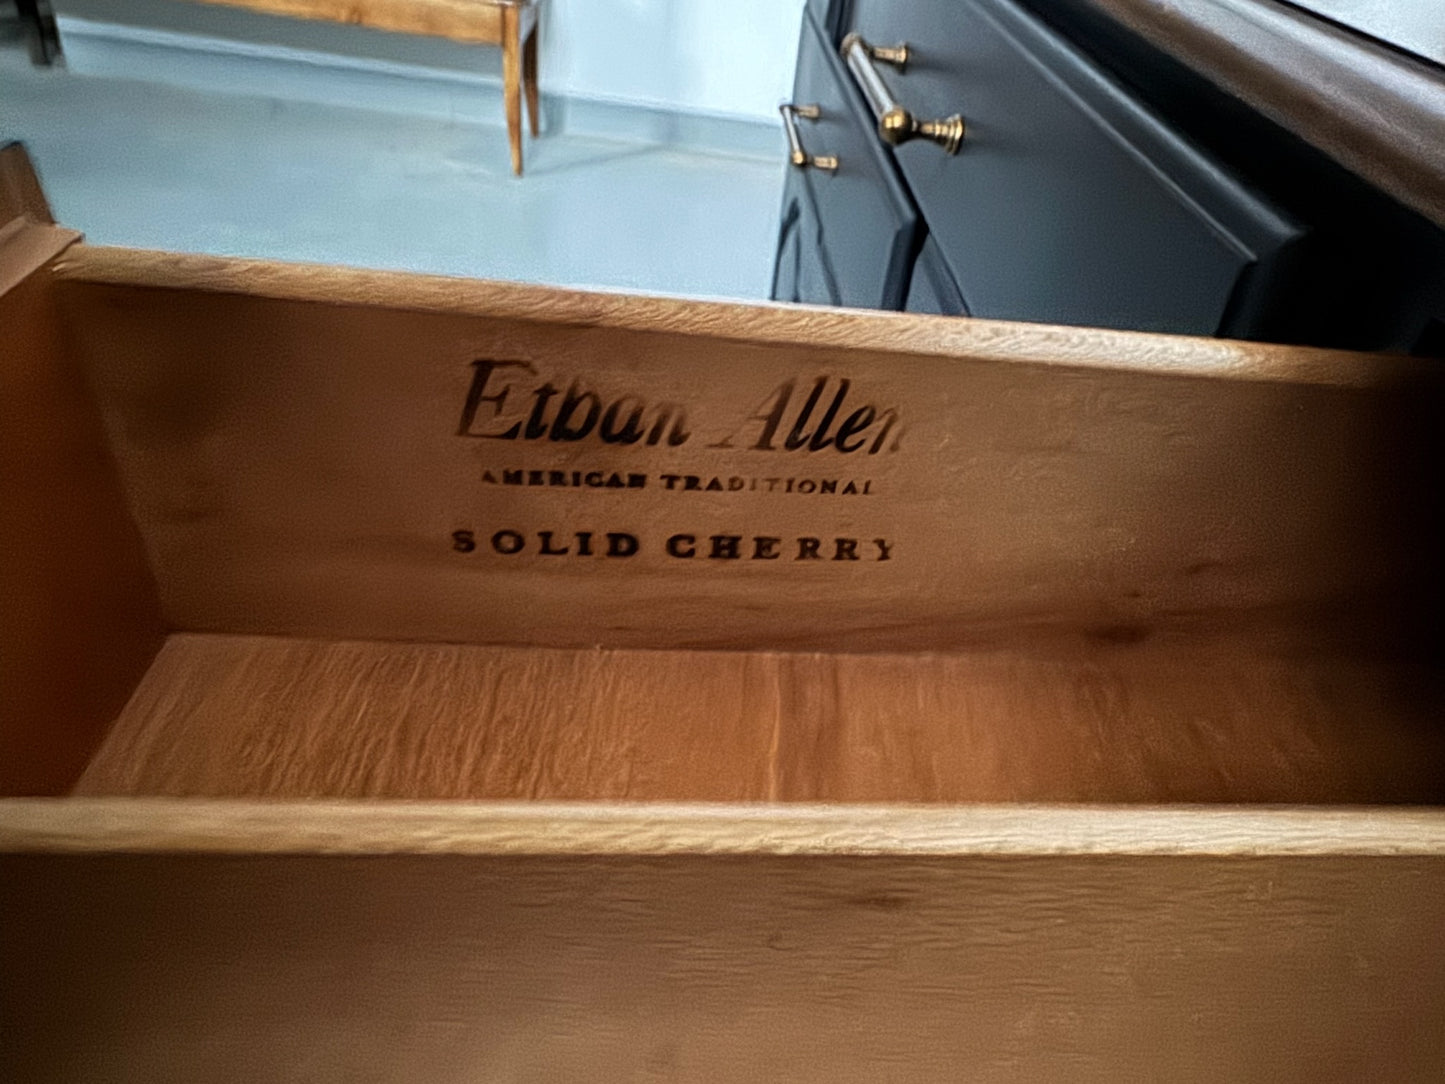 Ethan Allen
AMERICAN TRADITIONAL
SOLID CHERRY